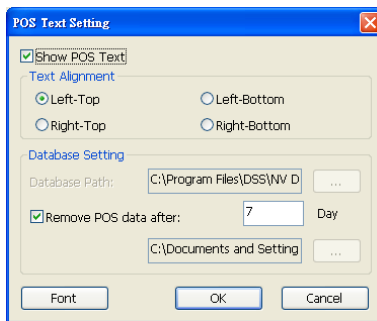 POS Text Setting
Show POS Text
Text Alignment
Left-Top
Left-Bottom
Right-Top
Right-Bottom
Database Setting
Database Path:
C:\Program Files\DSS\NV D
...
Remove POS data after:
7
Day
C:\Documents and Setting
...
Font
OK
Cancel